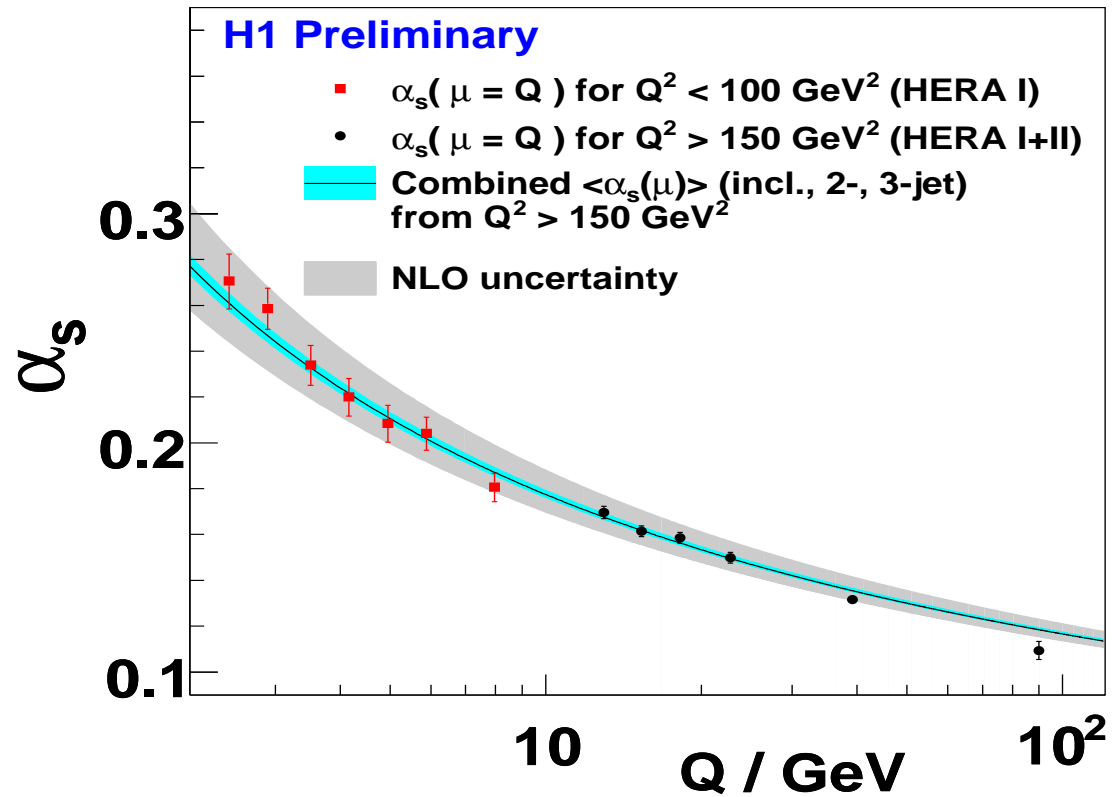 H1 Preliminary
αs( μ = Q ) for Q² < 100 GeV² (HERA I)
αs( μ = Q ) for Q² > 150 GeV² (HERA I+II)
Combined <αs(μ)> (incl., 2-, 3-jet)
from Q² > 150 GeV²
NLO uncertainty
αs
0.3
0.2
0.1
10
10²
Q / GeV